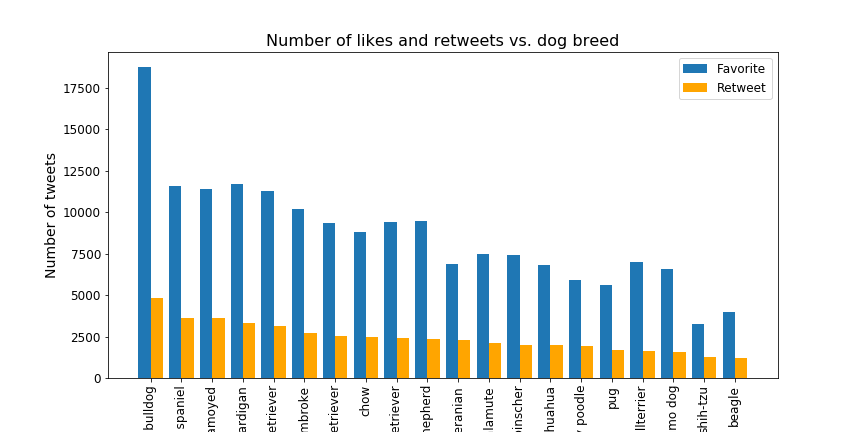 Number of likes and retweets vs. dog breed
Favorite
Retweet
Number of tweets
17500
15000
12500
10000
7500
5000
2500
0
bulldog
spaniel
amoyed
ardigan
etriever
mbroke
etriever
chow
etriever
hepherd
eranian
lamute
pinscher
huahua
y poodle
pug
llterrier
mo dog
shih-tzu
beagle